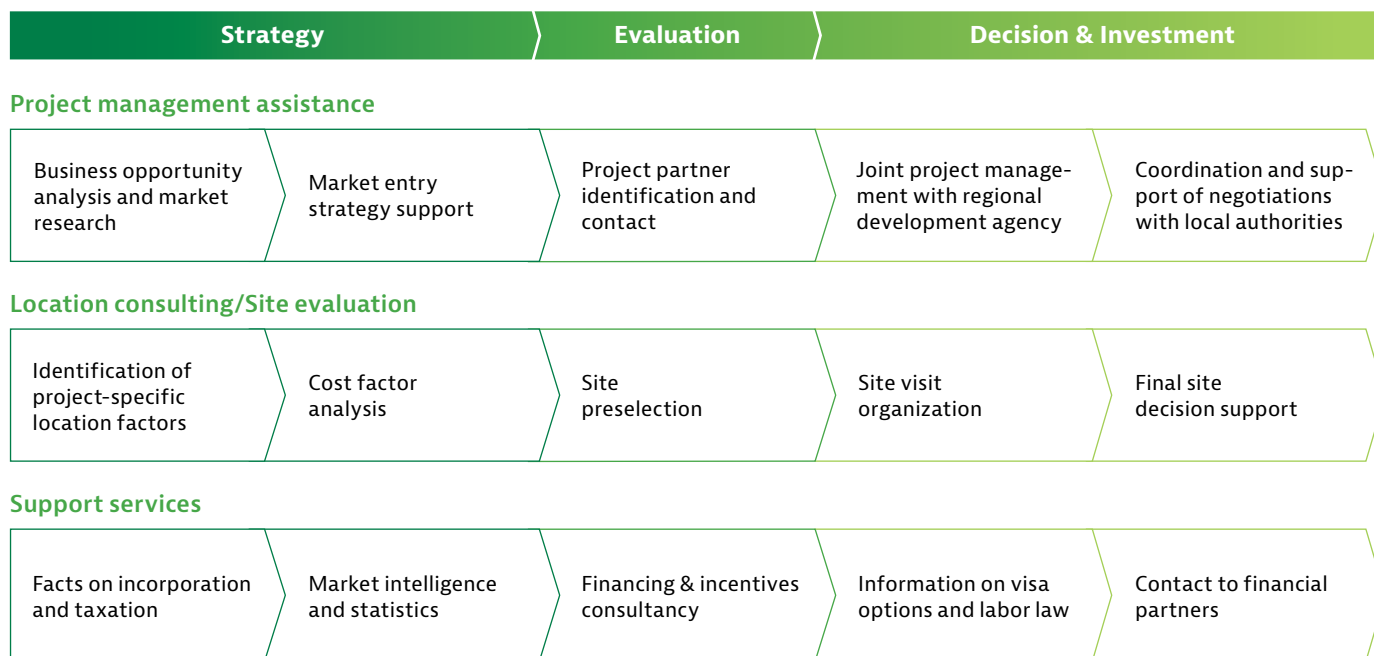 Strategy
Evaluation
Decision & Investment
Project management assistance
Business opportunity
analysis and market
research
Market entry
strategy support
Project partner
identification and
contact
Joint project manage-
ment with regional
development agency
Coordination and sup-
port of negotiations
with local authorities
Location consulting/Site evaluation
Identification of
project-specific
location factors
Cost factor
analysis
Site
preselection
Site visit
organization
Final site
decision support
Support services
Facts on incorporation
and taxation
Market intelligence
and statistics
Financing & incentives
consultancy
Information on visa
options and labor law
Contact to financial
partners